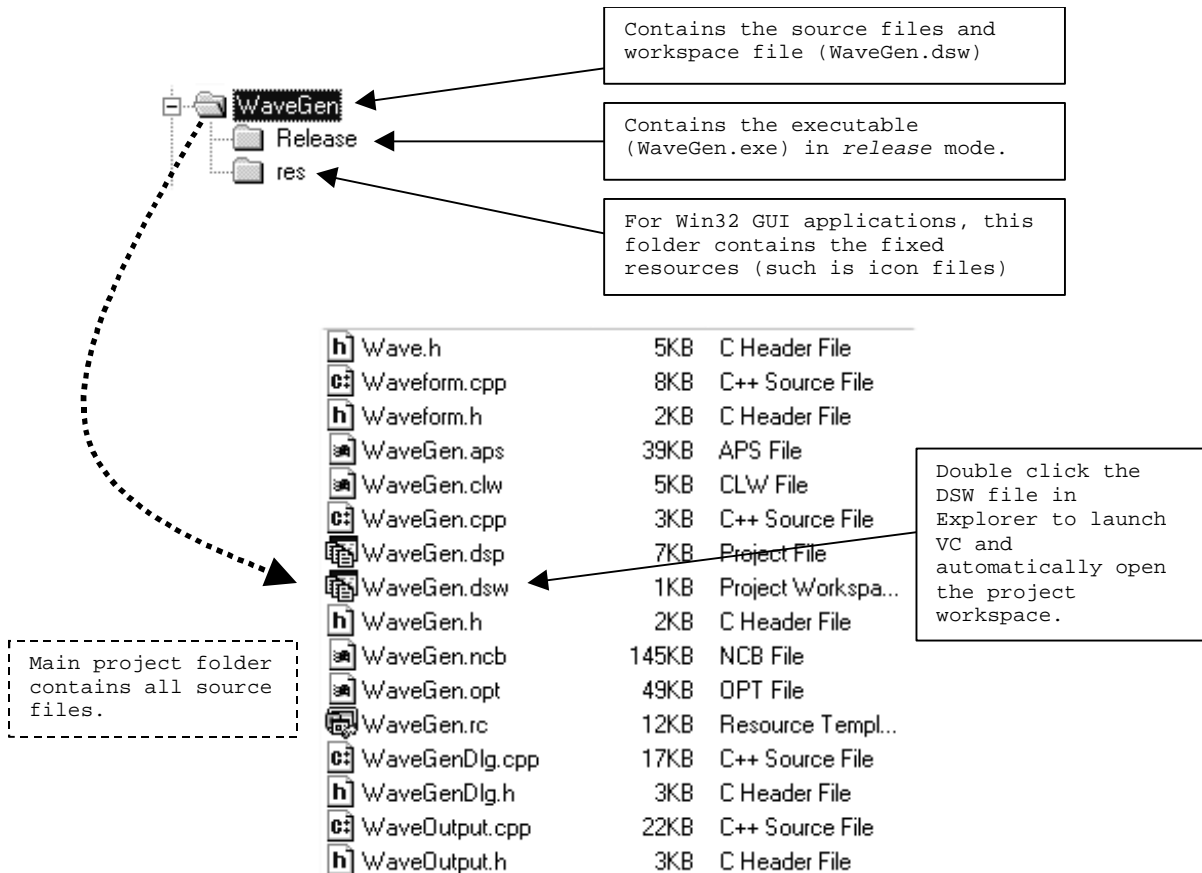 Contains the source files and
workspace file (WaveGen.dsw)
WaveGen
Release
res
Contains the executable
(WaveGen.exe) in release mode.
For Win32 GUI applications, this
folder contains the fixed
resources (such is icon files)
Wave.h 5KB C Header File
Waveform.cpp 8KB C++ Source File
Waveform.h 2KB C Header File
WaveGen.aps 39KB APS File
WaveGen.clw 5KB CLW File
WaveGen.cpp 3KB C++ Source File
WaveGen.dsp 7KB Project File
WaveGen.dsw 1KB Project Workspa...
WaveGen.h 2KB C Header File
WaveGen.ncb 145KB NCB File
WaveGen.opt 49KB OPT File
WaveGen.rc 12KB Resource Templ...
WaveGenDlg.cpp 17KB C++ Source File
WaveGenDlg.h 3KB C Header File
WaveOutput.cpp 22KB C++ Source File
WaveOutput.h 3KB C Header File
Double click the
DSW file in
Explorer to launch
VC and
automatically open
the project
workspace.
Main project folder
contains all source
files.